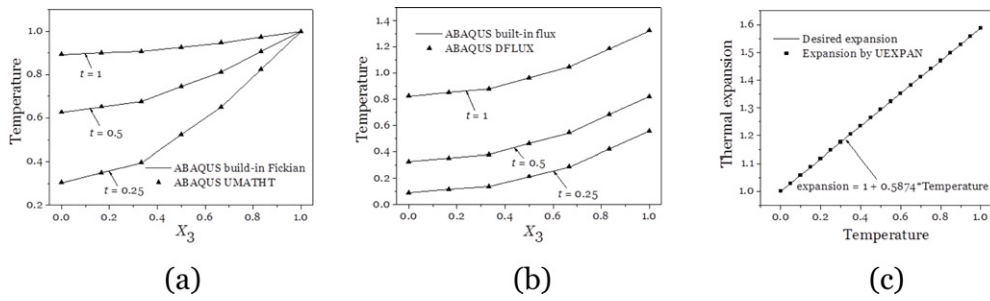 1.0
0.8
0.6
0.4
0.2
Temperature
t = 1
t = 0.5
t = 0.25
ABAQUS build-in Fickian
ABAQUS UMATHT
0.0 0.2 0.4 0.6 0.8 1.0
X3
(a)
1.4
1.2
1.0
0.8
0.6
0.4
0.2
0.0
Temperature
ABAQUS built-in flux
ABAQUS DFLUX
t = 1
t = 0.5
t = 0.25
0.0 0.2 0.4 0.6 0.8 1.0
X3
(b)
1.6
1.5
1.4
1.3
1.2
1.1
1.0
Thermal expansion
Desired expansion
Expansion by UEXPAN
expansion = 1 + 0.5874*Temperature
0.0 0.2 0.4 0.6 0.8 1.0
Temperature
(c)